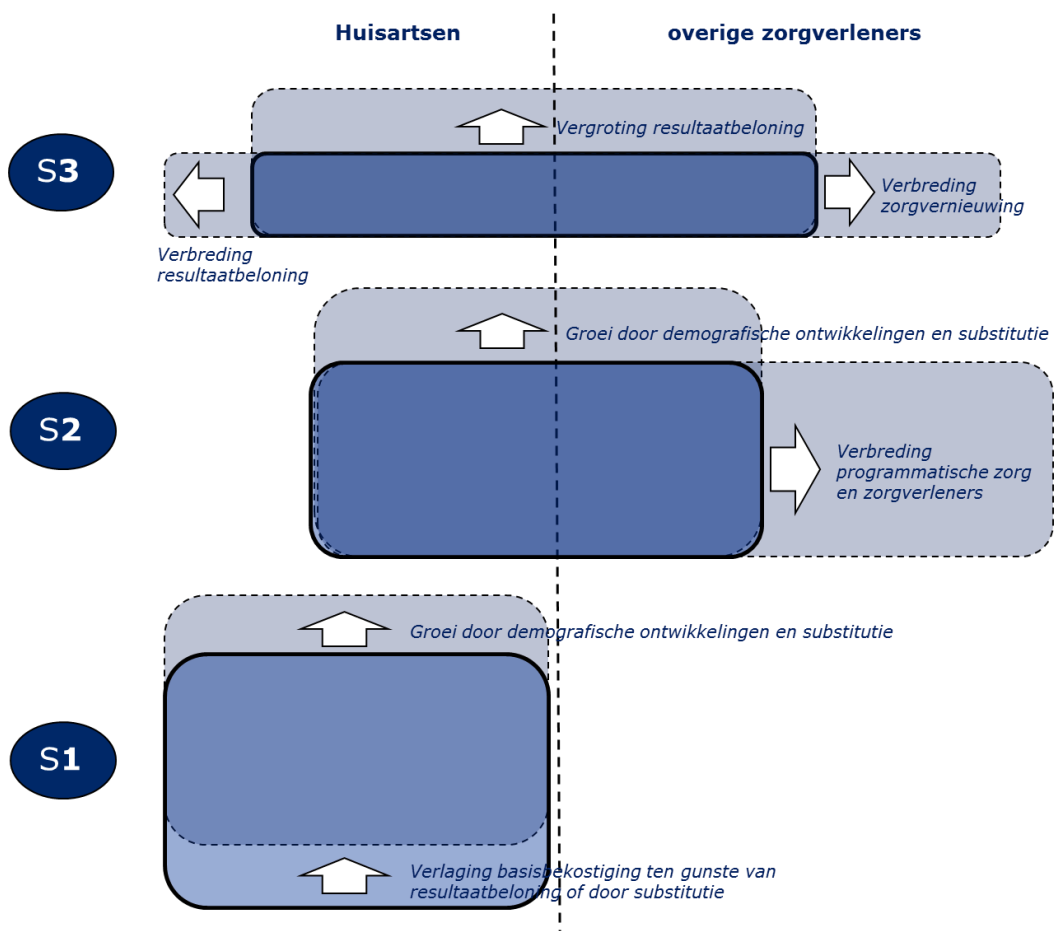 Huisartsen
overige zorgverleners
S3
Vergroting resultaatbeloning
Verbreding
zorgvernieuwing
Verbreding
resultaatbeloning
S2
Groei door demografische ontwikkelingen en substitutie
Verbreding
programmatische zorg
en zorgverleners
S1
Groei door demografische ontwikkelingen en substitutie
Verlaging basisbekostiging ten gunste van
resultaatbeloning of door substitutie